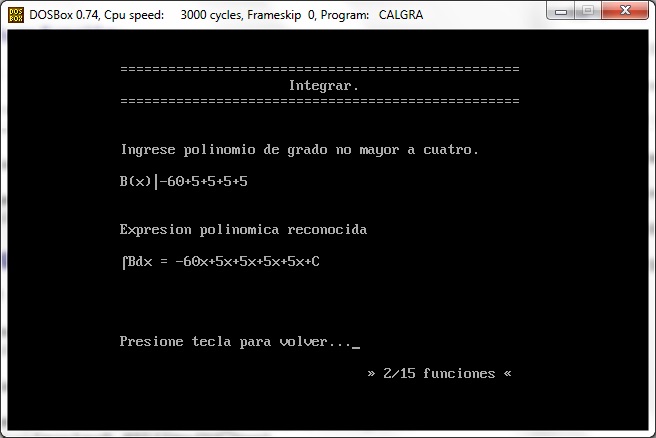 DOSBox 0.74, Cpu speed: 3000 cycles, Frameskip 0, Program: CALGRA
==================================================
Integrar.
==================================================
Ingrese polinomio de grado no mayor a cuatro.
B(x)|-60+5+5+5+5
Expresion polinomica reconocida
⌠Bdx = -60x+5x+5x+5x+5x+C
Presione tecla para volver..._
» 2/15 funciones «